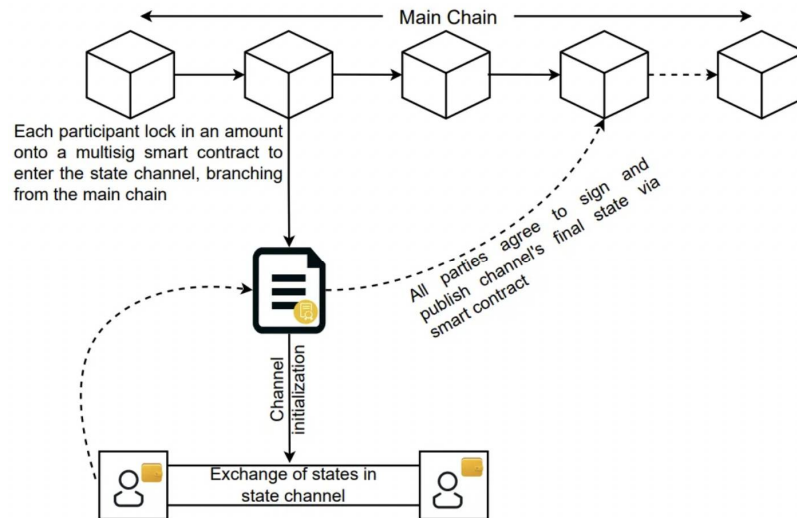 Main Chain
Each participant lock in an amount
onto a multisig smart contract to
enter the state channel, branching
from the main chain
All parties agree to sign and
publish channel's final state via
smart contract
Channel
initialization
Exchange of states in
state channel